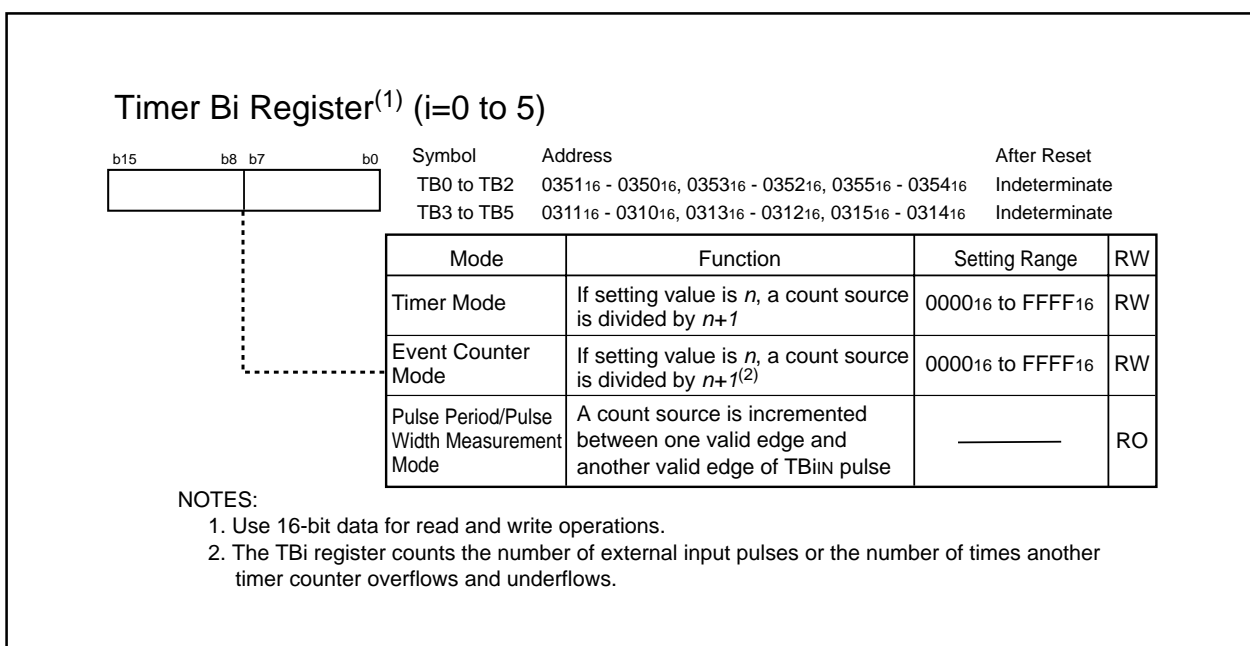 Timer Bi Register(1) (i=0 to 5)
b15 b8 b7 b0
Symbol Address After Reset
TB0 to TB2 035116 - 035016, 035316 - 035216, 035516 - 035416 Indeterminate
TB3 to TB5 031116 - 031016, 031316 - 031216, 031516 - 031416 Indeterminate
Mode Function Setting Range RW
Timer Mode If setting value is n, a count source is divided by n+1 000016 to FFFF16 RW
Event Counter Mode If setting value is n, a count source is divided by n+1(2) 000016 to FFFF16 RW
Pulse Period/Pulse Width Measurement Mode A count source is incremented between one valid edge and another valid edge of TBiIN pulse RO
NOTES:
1. Use 16-bit data for read and write operations.
2. The TBi register counts the number of external input pulses or the number of times another
timer counter overflows and underflows.